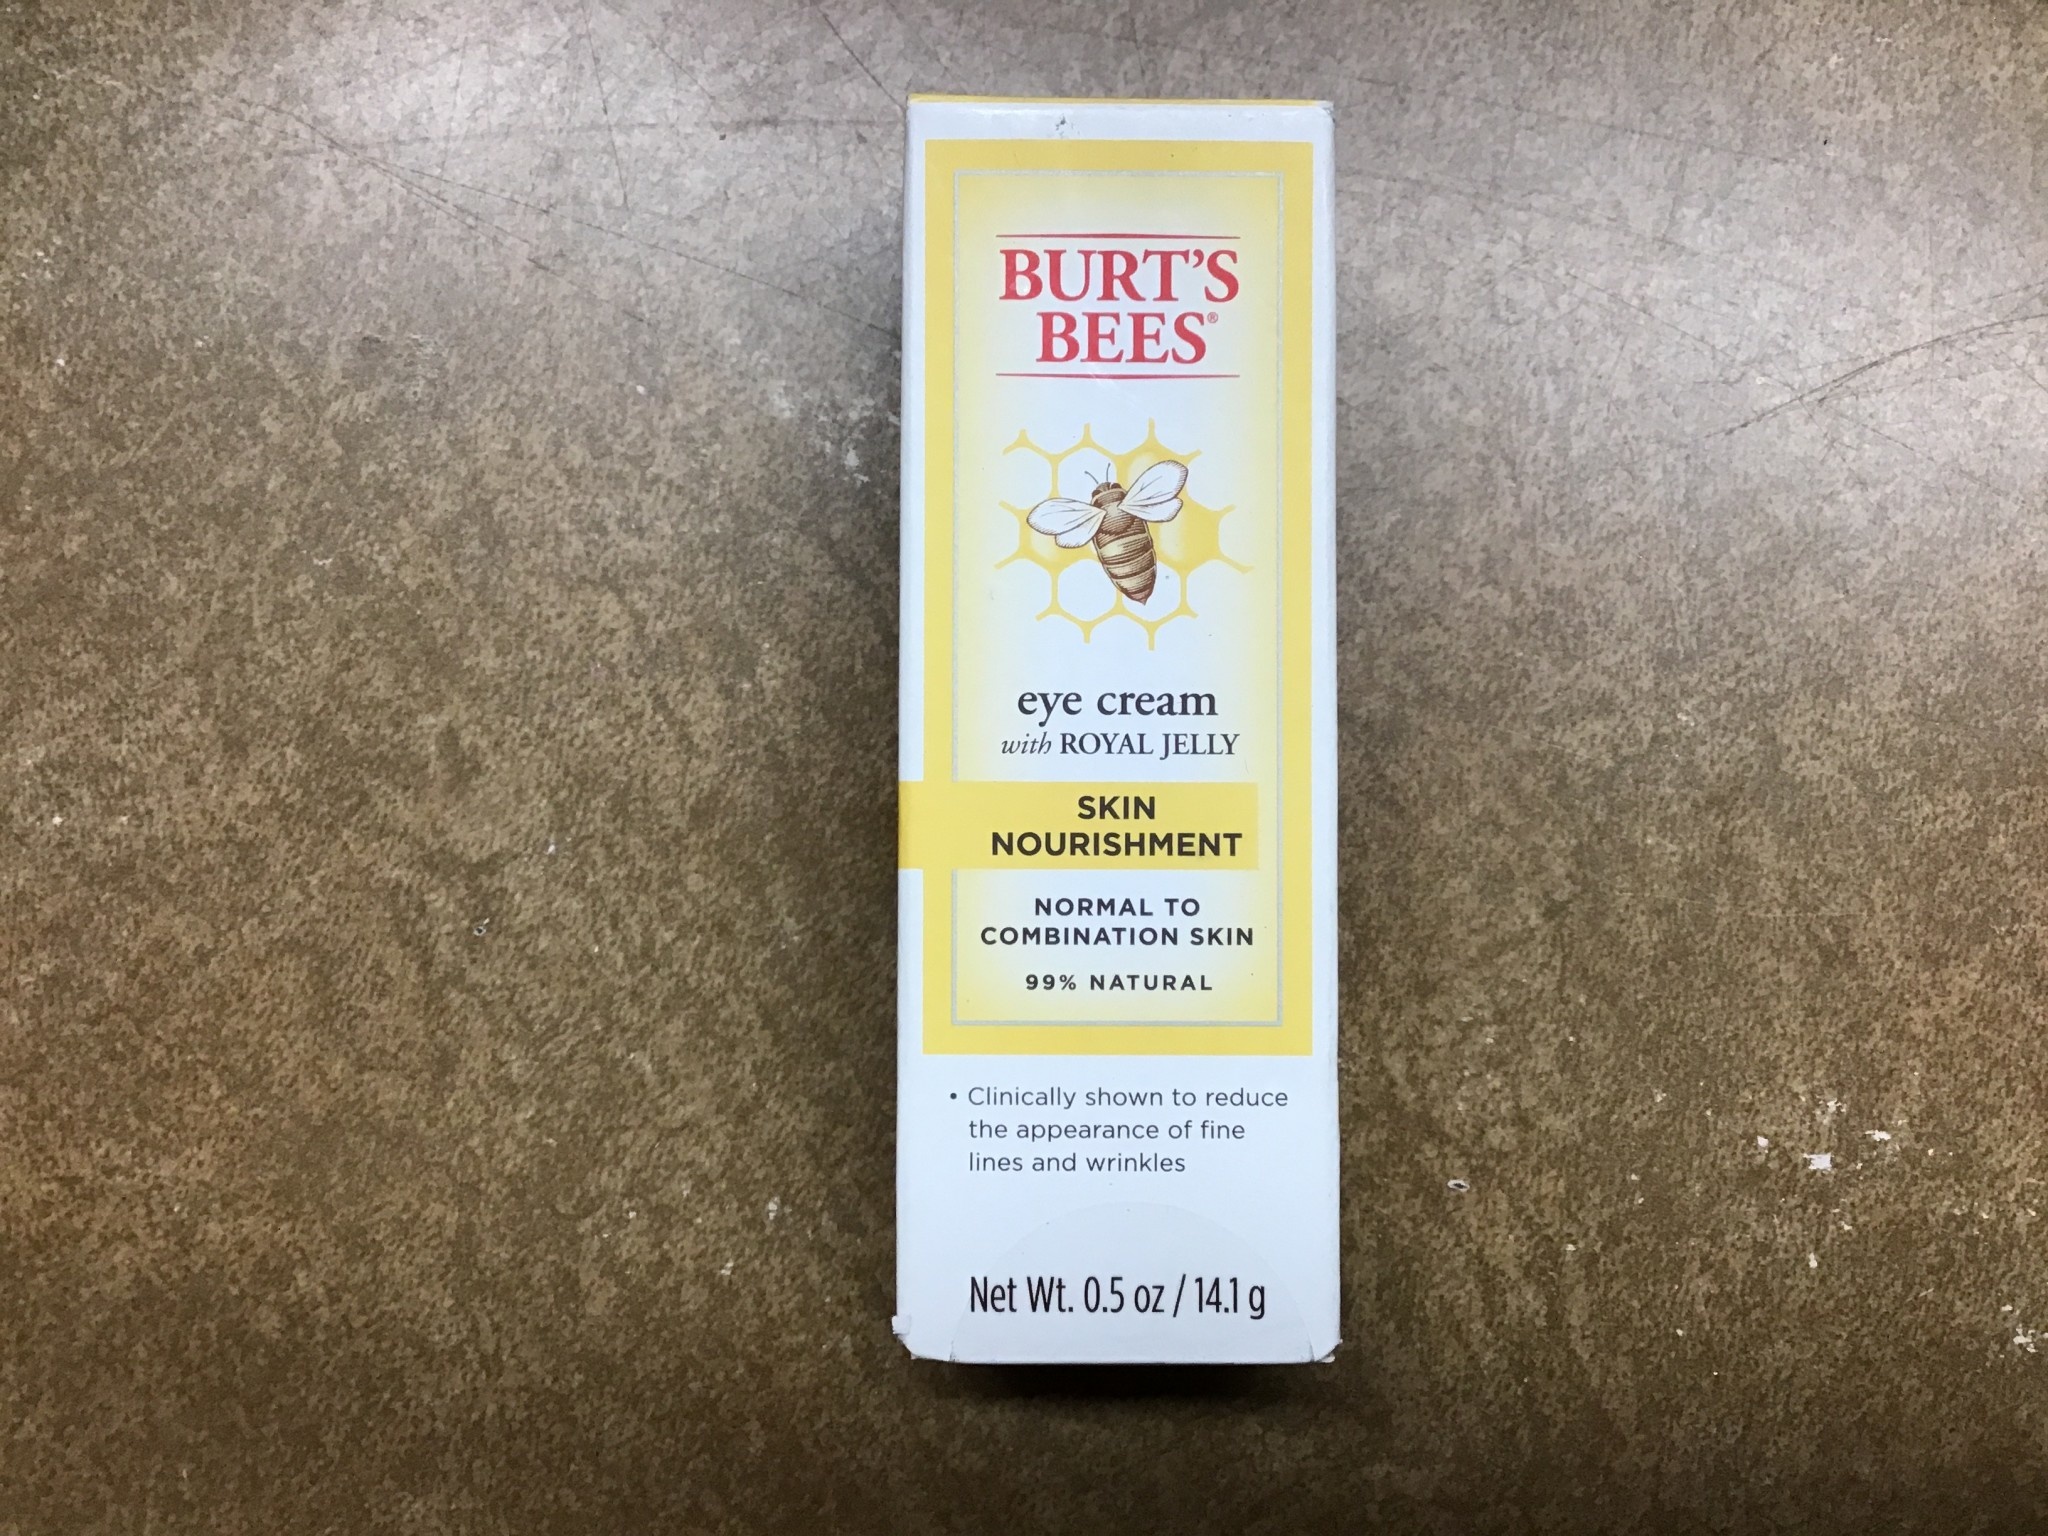 BURT'S
BEES®
eye cream
with ROYAL JELLY
SKIN
NOURISHMENT
NORMAL TO
COMBINATION SKIN
99% NATURAL
• Clinically shown to reduce
the appearance of fine
lines and wrinkles
Net Wt. 0.5 oz / 14.1 g